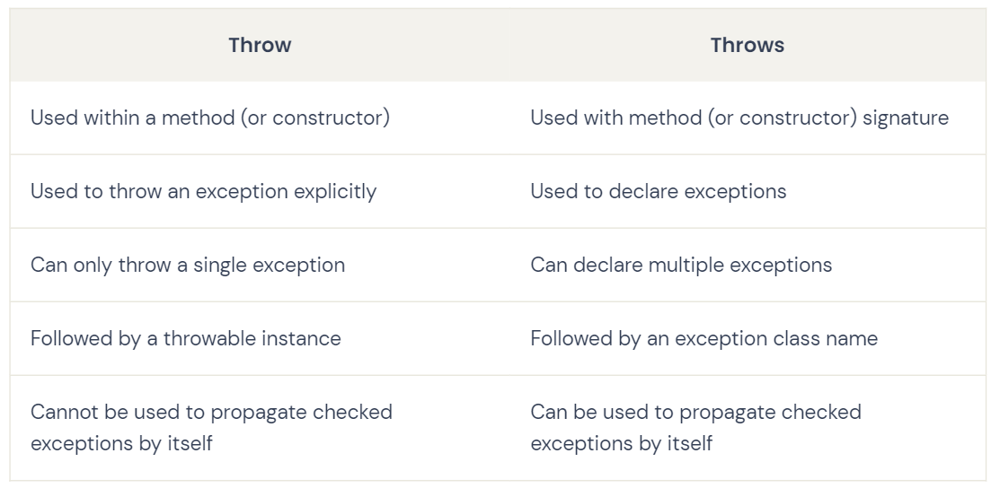 Throw
Throws
Used within a method (or constructor)
Used with method (or constructor) signature
Used to throw an exception explicitly
Used to declare exceptions
Can only throw a single exception
Can declare multiple exceptions
Followed by a throwable instance
Followed by an exception class name
Cannot be used to propagate checked
exceptions by itself
Can be used to propagate checked
exceptions by itself